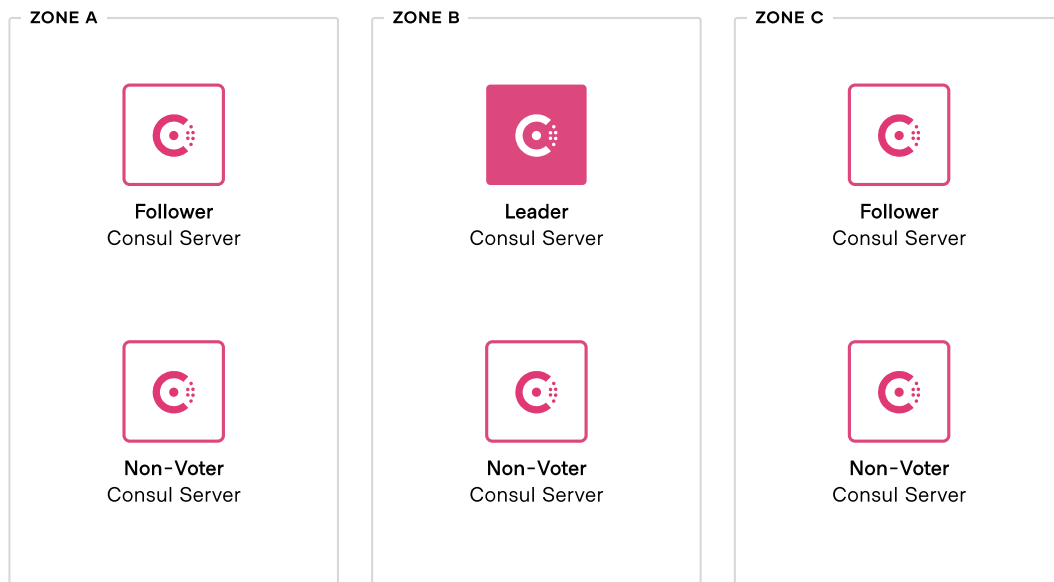 ZONE A
Follower
Consul Server
Non-Voter
Consul Server
ZONE B
Leader
Consul Server
Non-Voter
Consul Server
ZONE C
Follower
Consul Server
Non-Voter
Consul Server